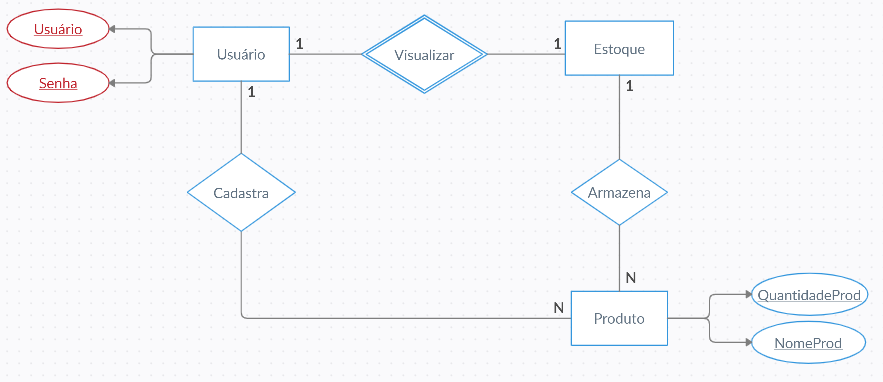 Usuário
Senha
Usuário
1
Visualizar
1
Estoque
1
1
Cadastra
Armazena
N
N
Produto
QuantidadeProd
NomeProd